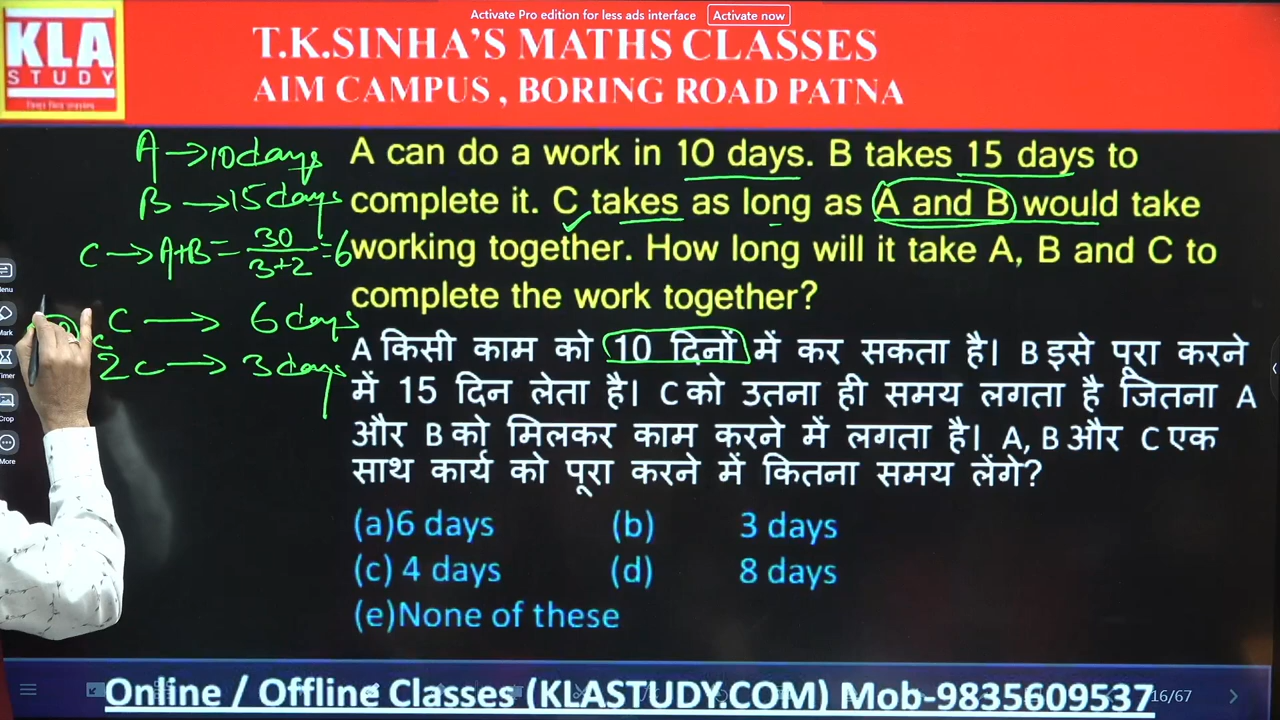 Activate Pro edition for less ads interface Activate now
KLA
STUDY
T.K.SINHA'S MATHS CLASSES
AIM CAMPUS , BORING ROAD PATNA
A → 10 days
B → 15 days
C → A+B = 30/3+2 = 6
C → 6 days
2C → 3 days
A can do a work in 10 days. B takes 15 days to
complete it. C takes as long as A and B would take
working together. How long will it take A, B and C to
complete the work together?
A किसी काम को 10 दिनों में कर सकता है। B इसे पूरा करने
में 15 दिन लेता है। C को उतना ही समय लगता है जितना A
और B को मिलकर काम करने में लगता है। A, B और C एक
साथ कार्य को पूरा करने में कितना समय लेंगे?
(a)6 days (b) 3 days
(c) 4 days (d) 8 days
(e)None of these
Menu
Mark
Timer
Crop
More
Online / Offline Classes (KLASTUDY.COM) Mob-9835609537
16/67